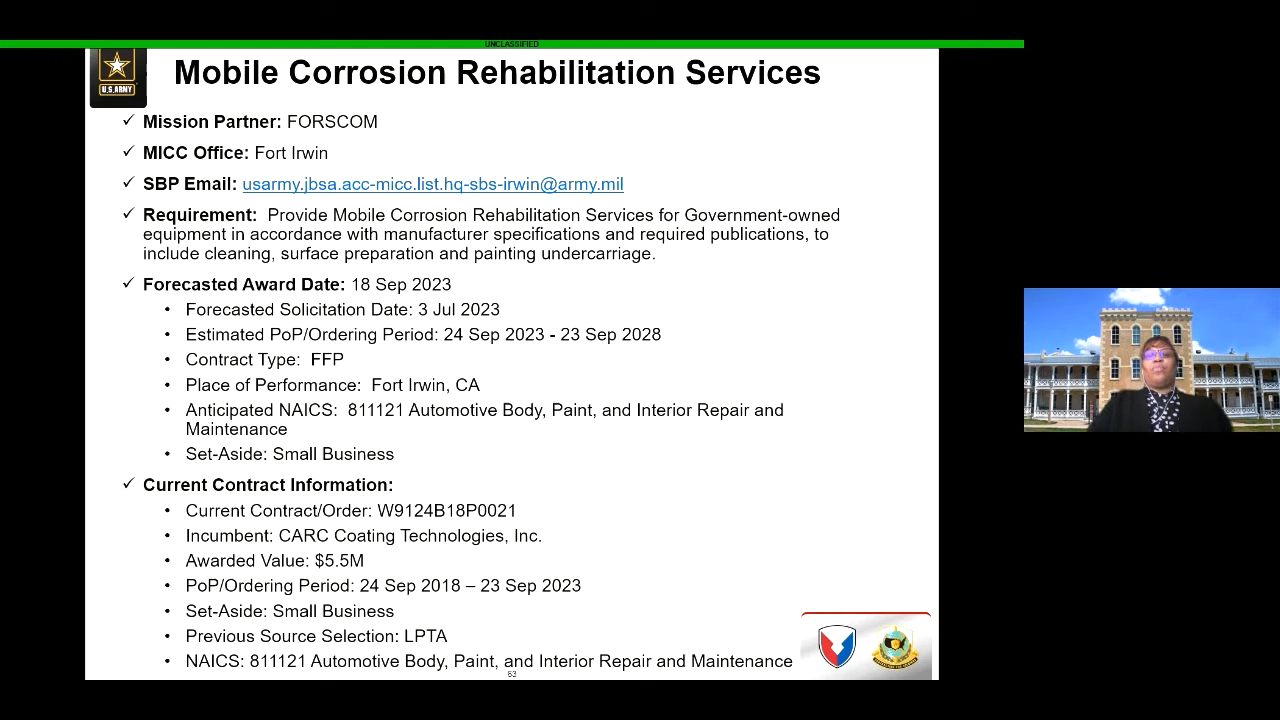 UNCLASSIFIED
U.S.ARMY
Mobile Corrosion Rehabilitation Services
✓ Mission Partner: FORSCOM
✓ MICC Office: Fort Irwin
✓ SBP Email: usarmy.jbsa.acc-micc.list.hq-sbs-irwin@army.mil
✓ Requirement: Provide Mobile Corrosion Rehabilitation Services for Government-owned
equipment in accordance with manufacturer specifications and required publications, to
include cleaning, surface preparation and painting undercarriage.
✓ Forecasted Award Date: 18 Sep 2023
• Forecasted Solicitation Date: 3 Jul 2023
• Estimated PoP/Ordering Period: 24 Sep 2023 - 23 Sep 2028
• Contract Type: FFP
• Place of Performance: Fort Irwin, CA
• Anticipated NAICS: 811121 Automotive Body, Paint, and Interior Repair and
Maintenance
• Set-Aside: Small Business
✓ Current Contract Information:
• Current Contract/Order: W9124B18P0021
• Incumbent: CARC Coating Technologies, Inc.
• Awarded Value: $5.5M
• PoP/Ordering Period: 24 Sep 2018 – 23 Sep 2023
• Set-Aside: Small Business
• Previous Source Selection: LPTA
• NAICS: 811121 Automotive Body, Paint, and Interior Repair and Maintenance
63